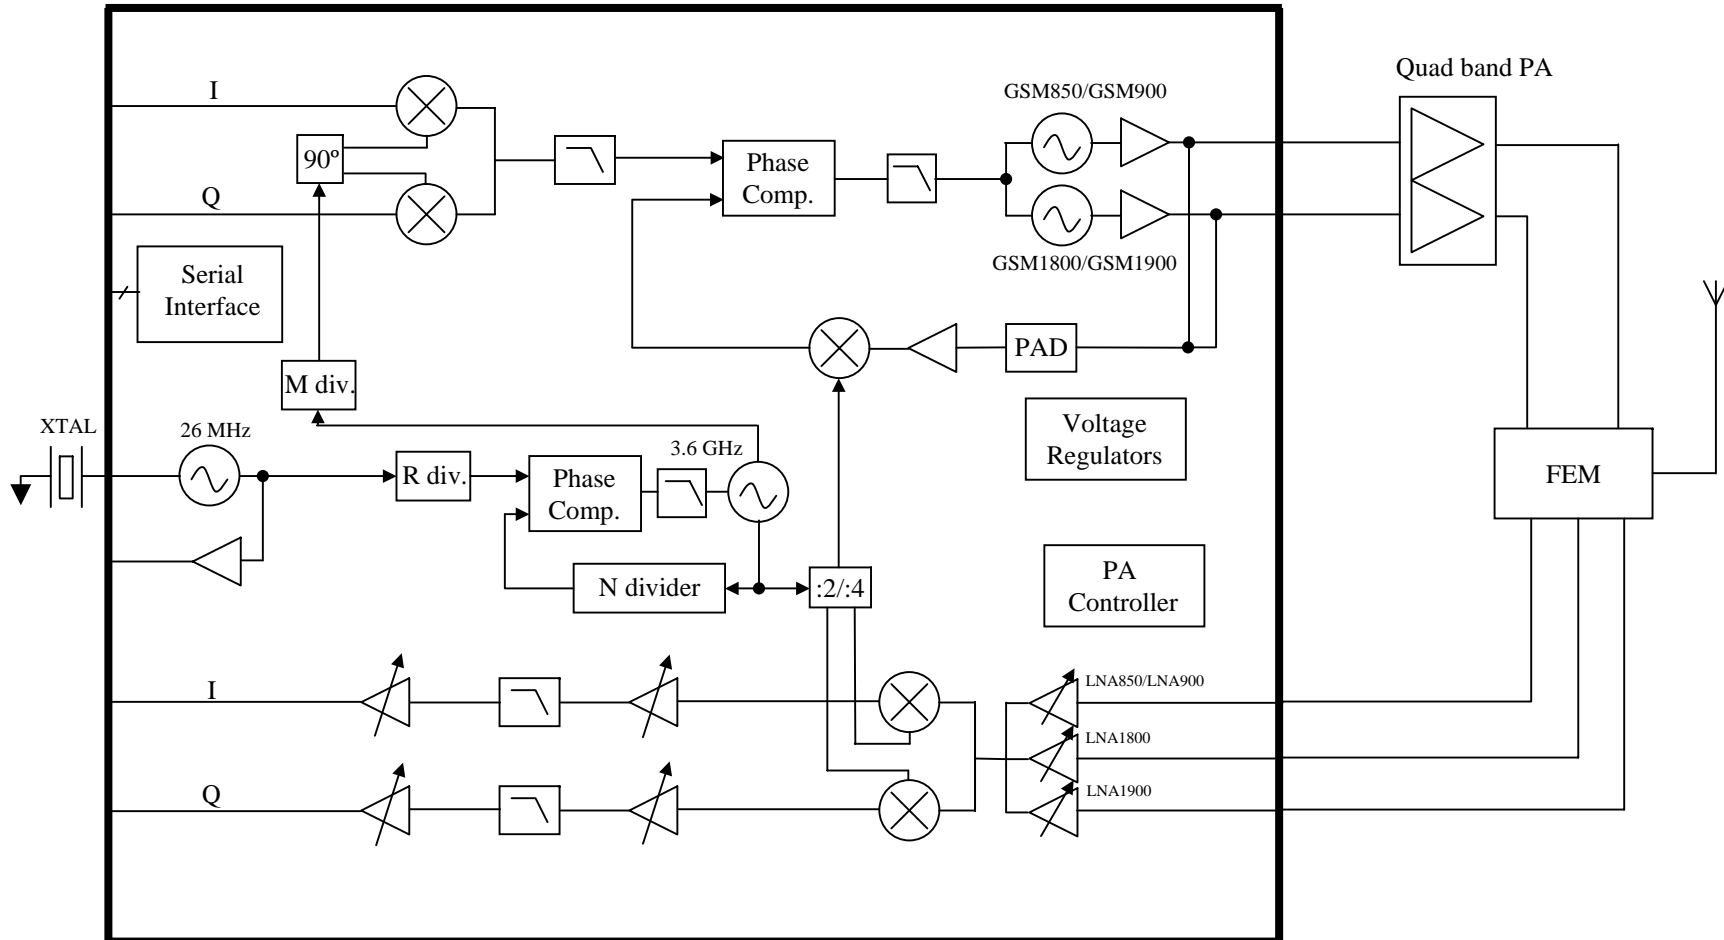 Quad band PA
I
GSM850/GSM900
90º
Phase
Comp.
Q
GSM1800/GSM1900
Serial
Interface
PAD
M div.
XTAL
26 MHz
3.6 GHz
Voltage
Regulators
R div.
Phase
Comp.
FEM
N divider
:2/:4
PA
Controller
I
LNA850/LNA900
LNA1800
Q
LNA1900